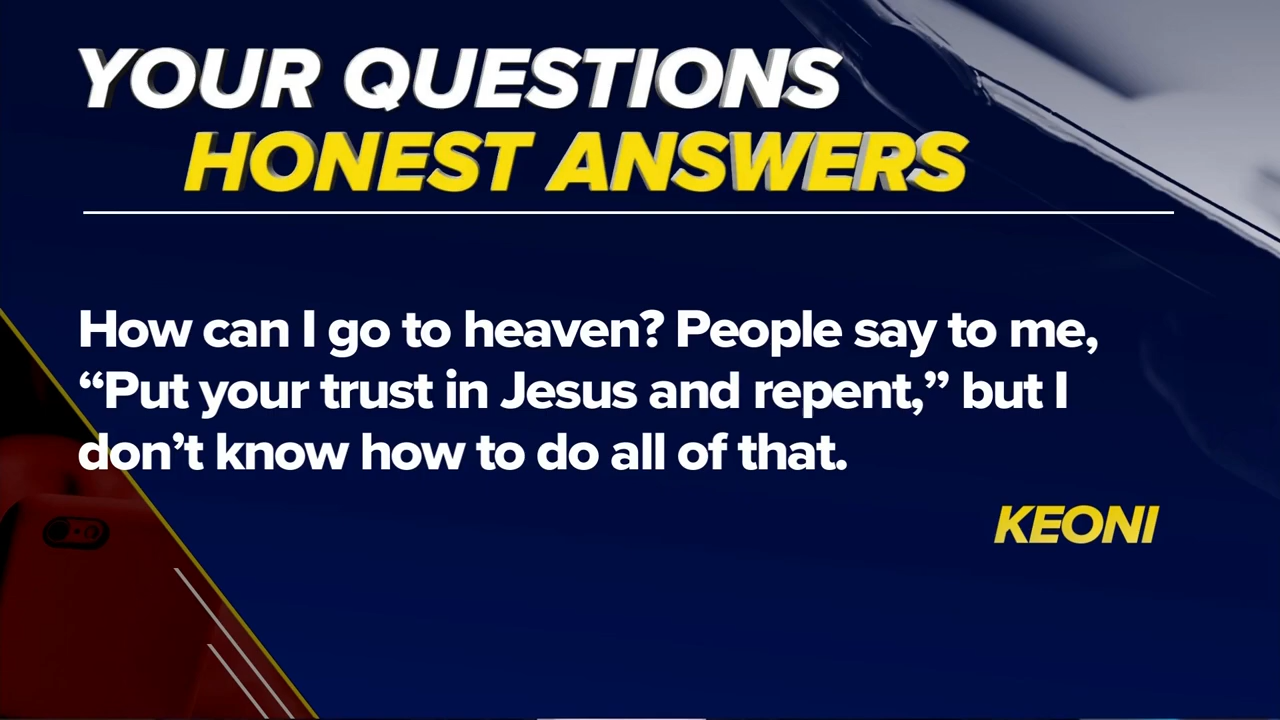 YOUR QUESTIONS
HONEST ANSWERS
How can I go to heaven? People say to me,
“Put your trust in Jesus and repent,” but I
don’t know how to do all of that.
KEONI